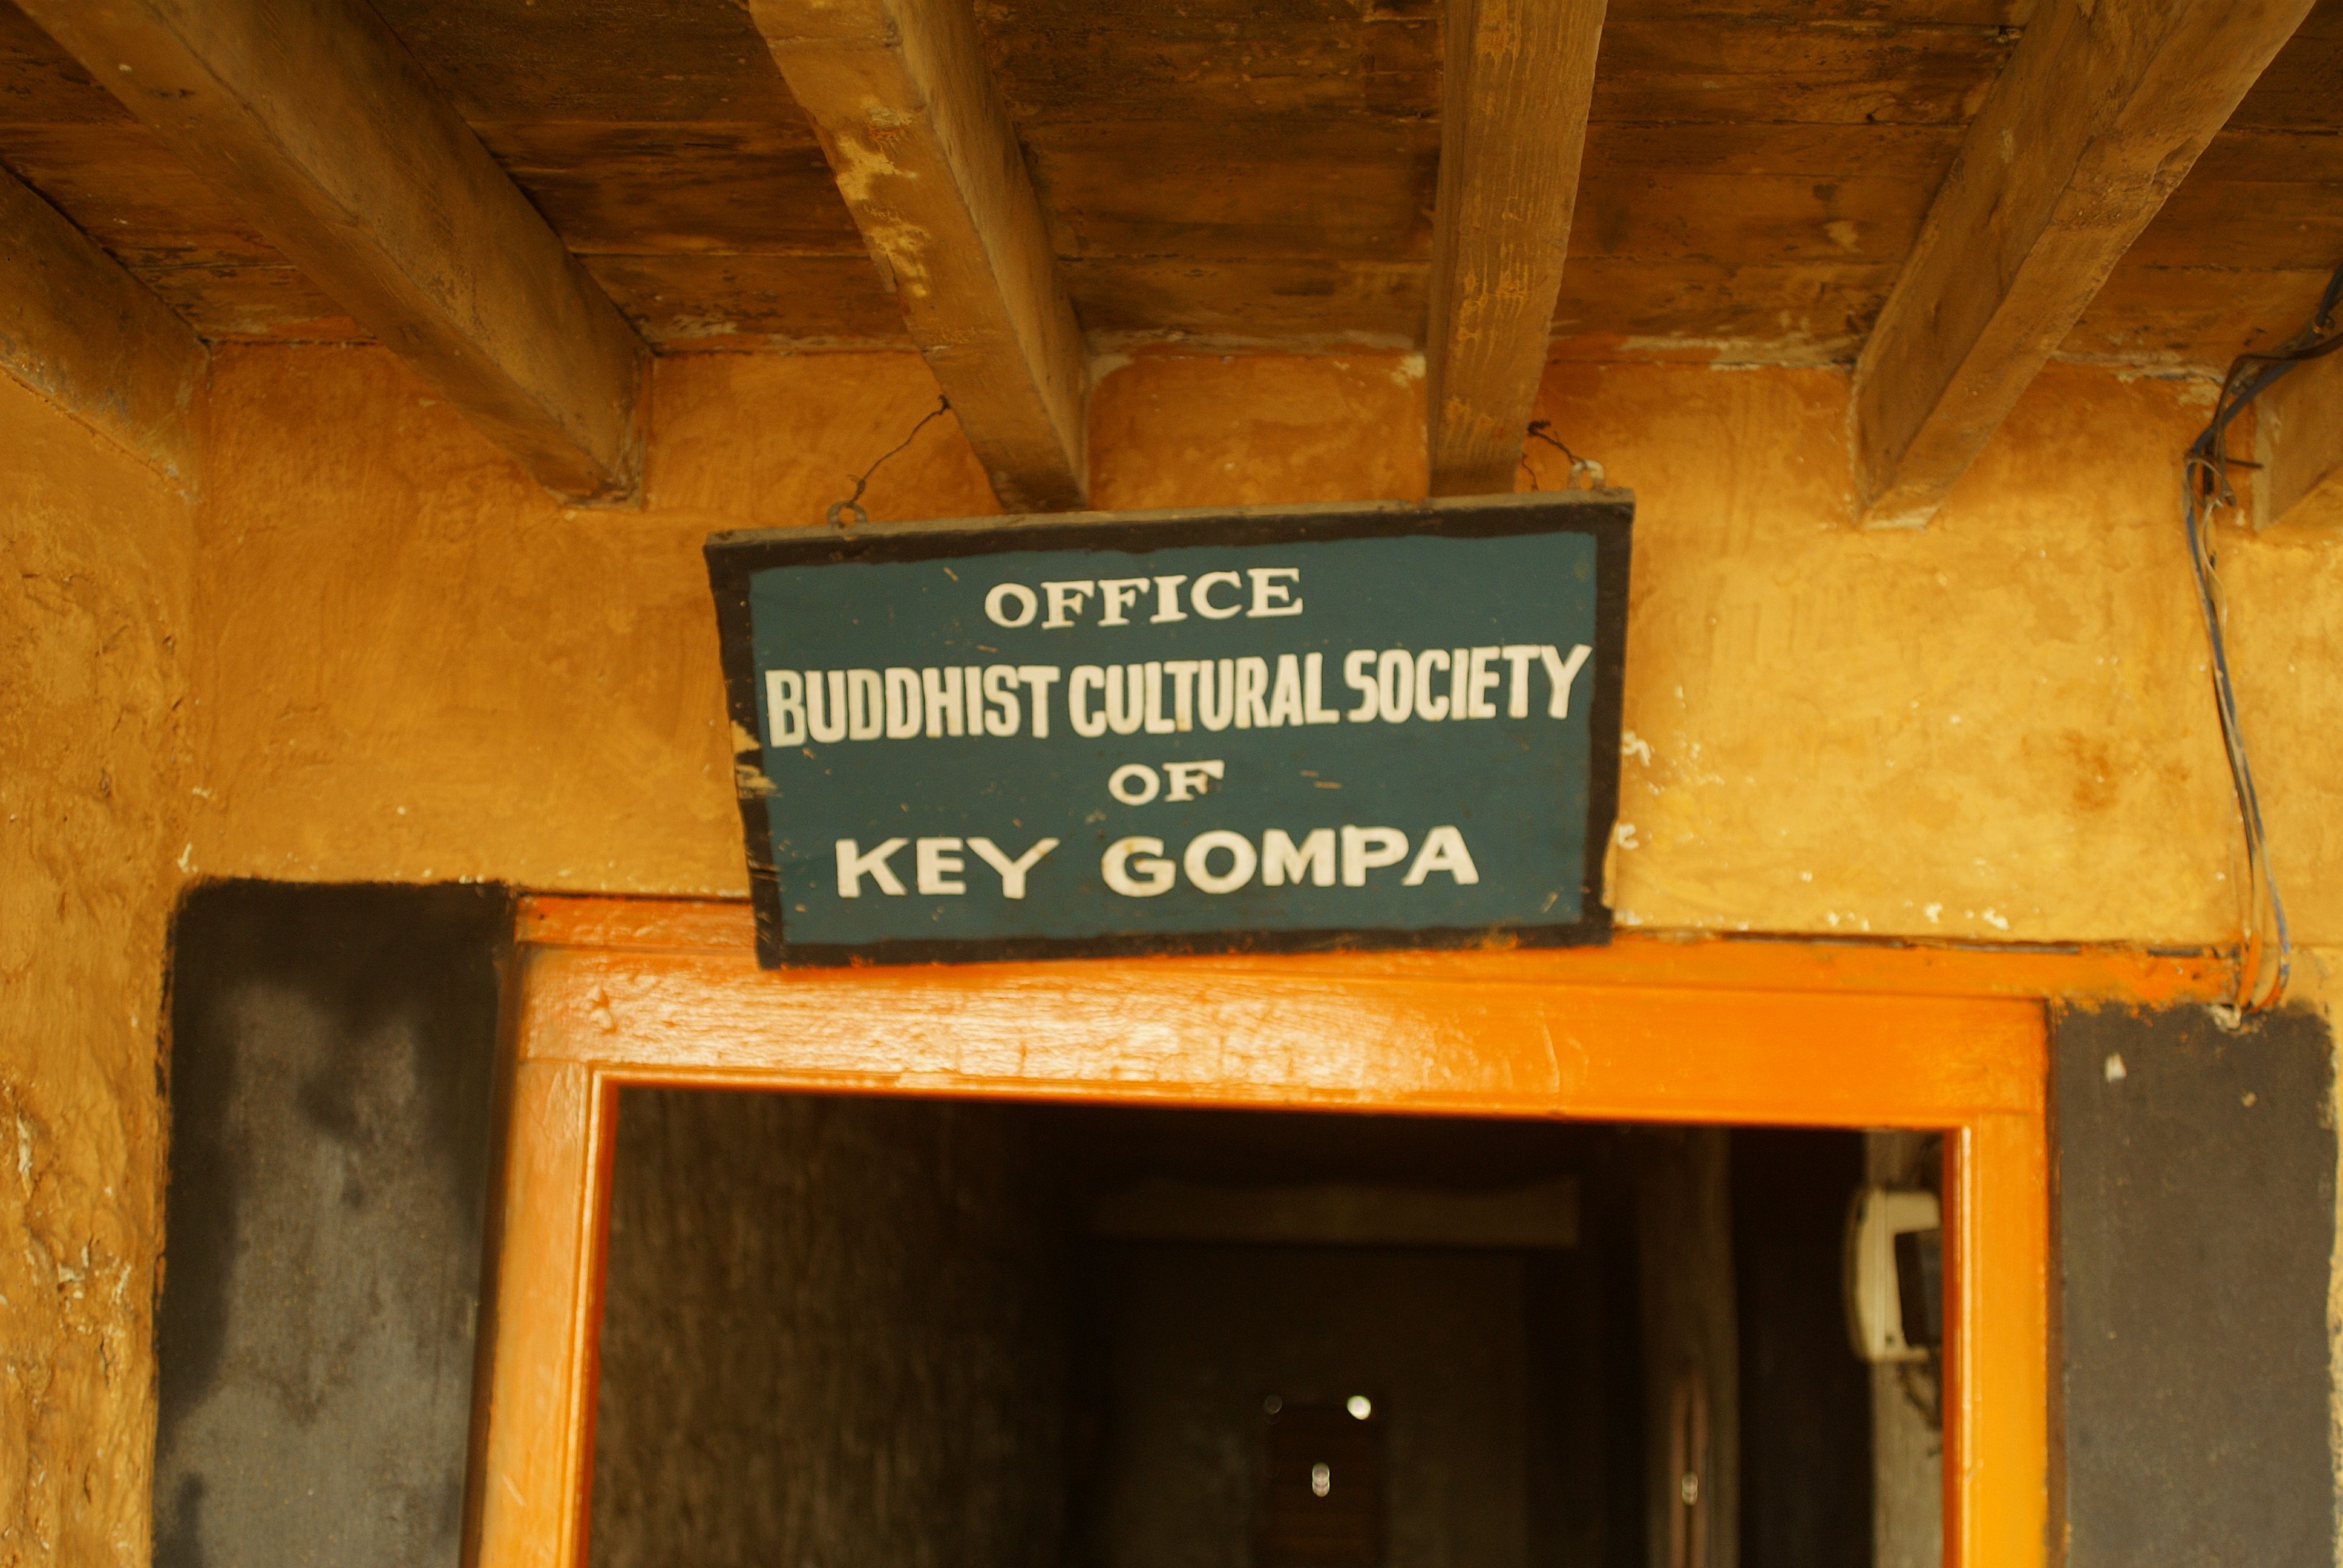 OFFICE
BUDDHIST CULTURAL SOCIETY
OF
KEY GOMPA